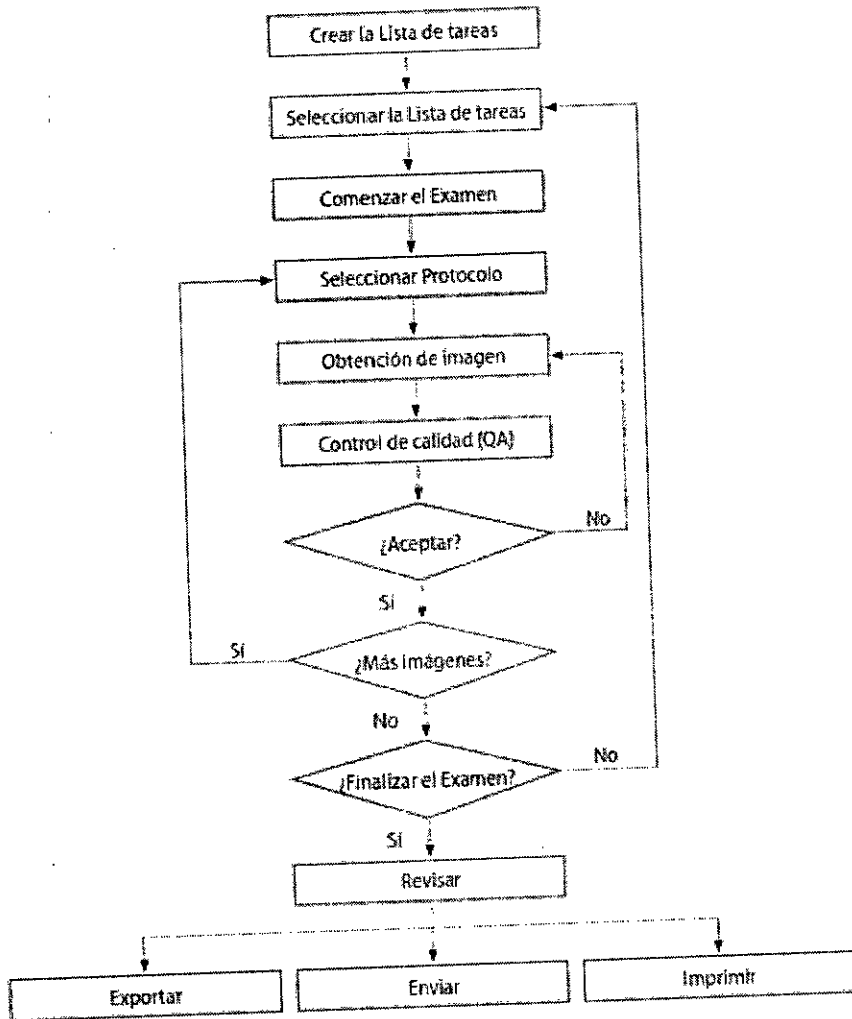 Crear la Lista de tareas
Seleccionar la Lista de tareas
Comenzar el Examen
Seleccionar Protocolo
Obtención de imagen
Control de calidad (QA)
¿Aceptar?
No
Sí
¿Más imágenes?
Sí
No
¿Finalizar el Examen?
No
Sí
Revisar
Exportar
Enviar
Imprimir